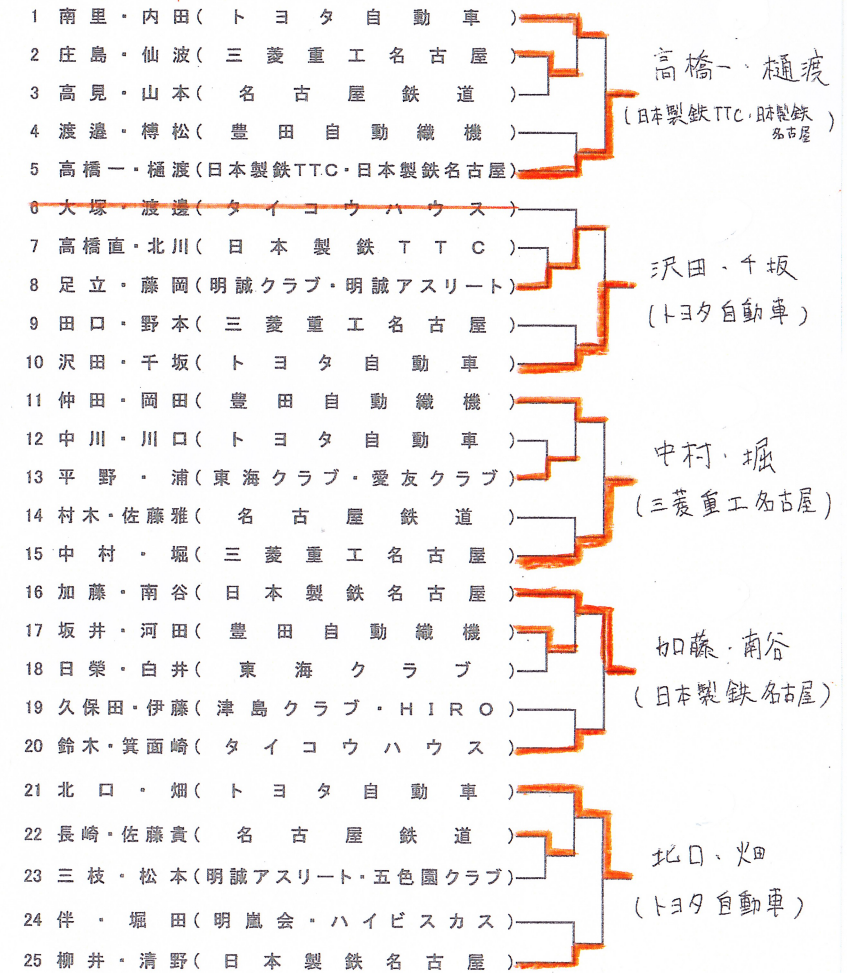 1 南里・内田(トヨタ自動車)
2 庄島・仙波(三菱重工名古屋)
高橋一・樋渡
3 高見・山本(名古屋鉄道)
(日本製鉄TTC・日本製鉄名古屋)
4 渡邉・榑松(豊田自動織機)
5 高橋一・樋渡(日本製鉄TTC・日本製鉄名古屋)
6 大塚・渡邊(タイコウハウス)
7 高橋直・北川(日本製鉄TTC)
沢田・千坂
8 足立・藤岡(明誠クラブ・明誠アスリート)
(トヨタ自動車)
9 田口・野本(三菱重工名古屋)
10 沢田・千坂(トヨタ自動車)
11 仲田・岡田(豊田自動織機)
12 中川・川口(トヨタ自動車)
中村・堀
13 平野・浦(東海クラブ・愛友クラブ)
(三菱重工名古屋)
14 村木・佐藤雅(名古屋鉄道)
15 中村・堀(三菱重工名古屋)
16 加藤・南谷(日本製鉄名古屋)
17 坂井・河田(豊田自動織機)
加藤・南谷
18 日榮・白井(東海クラブ)
(日本製鉄名古屋)
19 久保田・伊藤(津島クラブ・HIRO)
20 鈴木・箕面崎(タイコウハウス)
21 北口・畑(トヨタ自動車)
22 長崎・佐藤貴(名古屋鉄道)
北口・畑
23 三枝・松本(明誠アスリート・五色園クラブ)
(トヨタ自動車)
24 伴・堀田(明嵐会・ハイビスカス)
25 柳井・清野(日本製鉄名古屋)